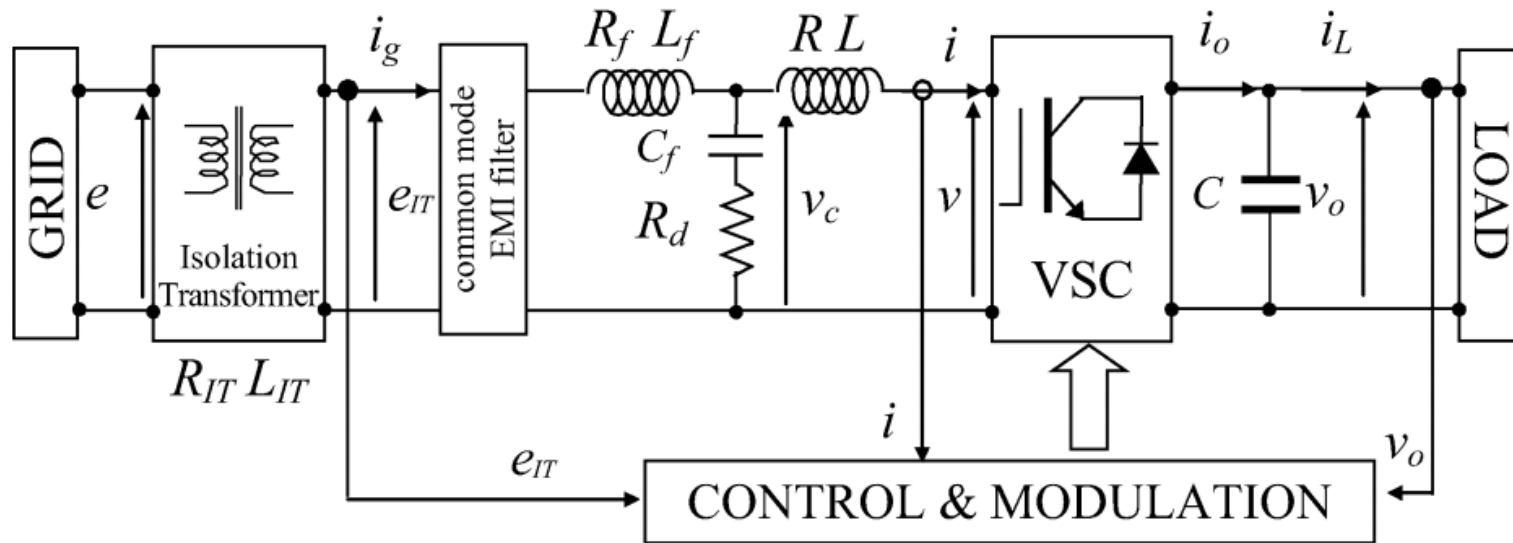 GRID
e
Isolation
Transformer
R_IT L_IT
i_g
e_IT
common mode
EMI filter
R_f L_f
C_f
R_d
R L
v_c
i
v
VSC
i_o
i_L
C
v_o
LOAD
i
e_IT
v_o
CONTROL & MODULATION